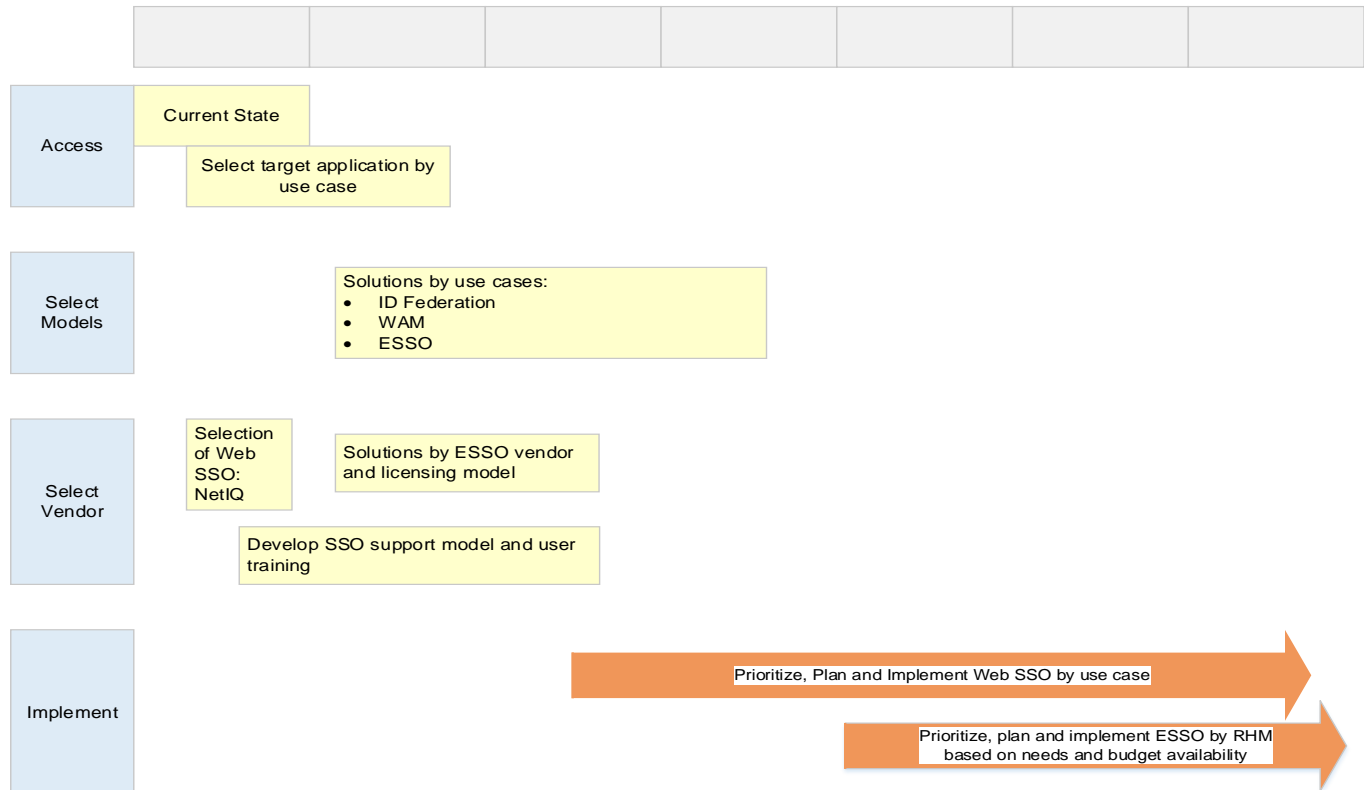 Access
Current State
Select target application by
use case
Select
Models
Solutions by use cases:
• ID Federation
• WAM
• ESSO
Select
Vendor
Selection
of Web
SSO:
NetIQ
Solutions by ESSO vendor
and licensing model
Develop SSO support model and user
training
Implement
Prioritize, Plan and Implement Web SSO by use case
Prioritize, plan and implement ESSO by RHM
based on needs and budget availability